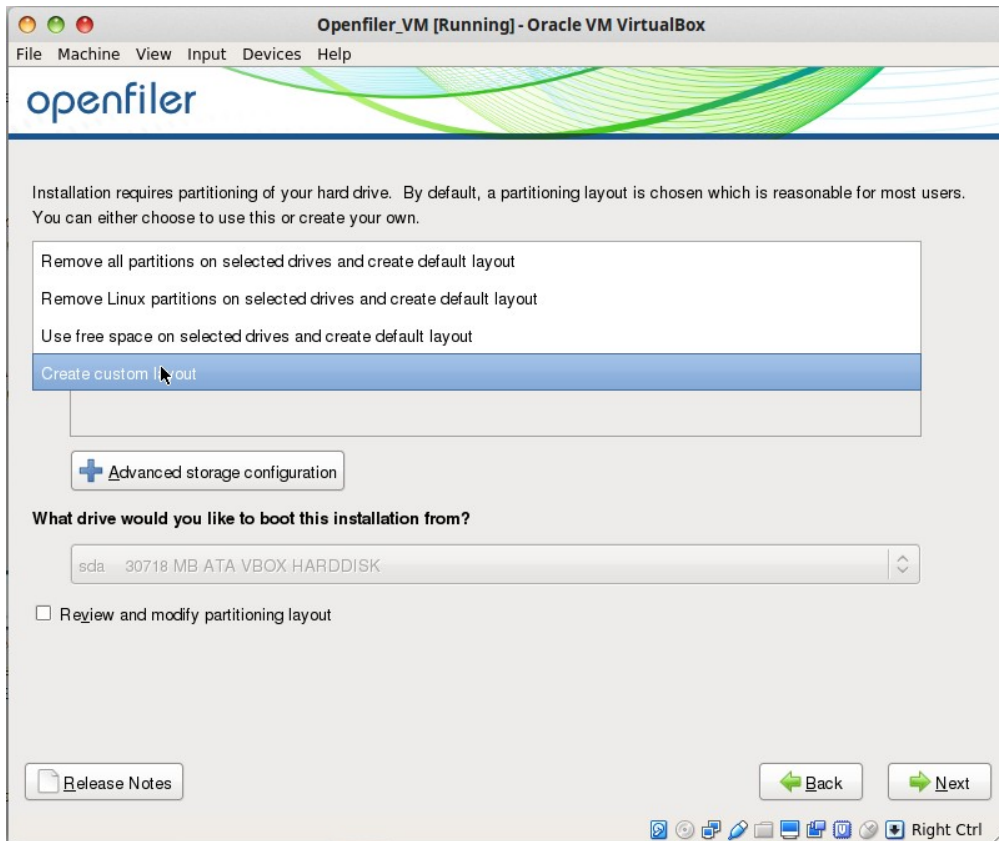 Openfiler_VM [Running] - Oracle VM VirtualBox
File Machine View Input Devices Help
openfiler
Installation requires partitioning of your hard drive. By default, a partitioning layout is chosen which is reasonable for most users.
You can either choose to use this or create your own.
Remove all partitions on selected drives and create default layout
Remove Linux partitions on selected drives and create default layout
Use free space on selected drives and create default layout
Create custom layout
Advanced storage configuration
What drive would you like to boot this installation from?
sda 30718 MB ATA VBOX HARDDISK
Review and modify partitioning layout
Release Notes
Back
Next
Right Ctrl